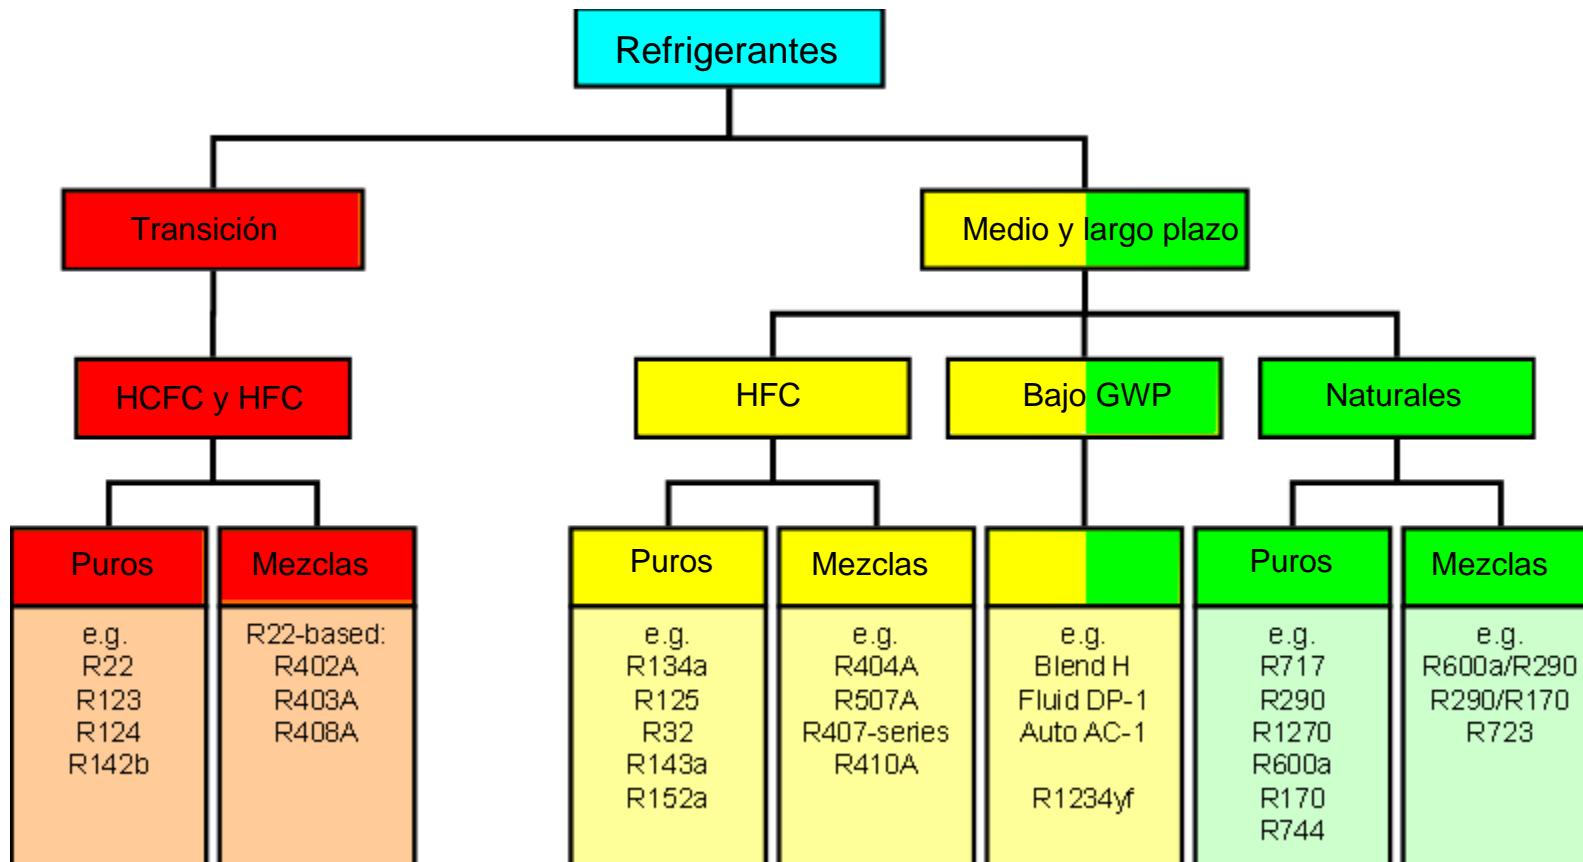 Refrigerantes
Transición
Medio y largo plazo
HCFC y HFC
HFC
Bajo GWP
Naturales
Puros
Mezclas
Puros
Mezclas
Puros
Mezclas
e.g.
R22
R123
R124
R142b
R22-based:
R402A
R403A
R408A
e.g.
R134a
R125
R32
R143a
R152a
e.g.
R404A
R507A
R407-series
R410A
e.g.
Blend H
Fluid DP-1
Auto AC-1
R1234yf
e.g.
R717
R290
R1270
R600a
R170
R744
e.g.
R600a/R290
R290/R170
R723